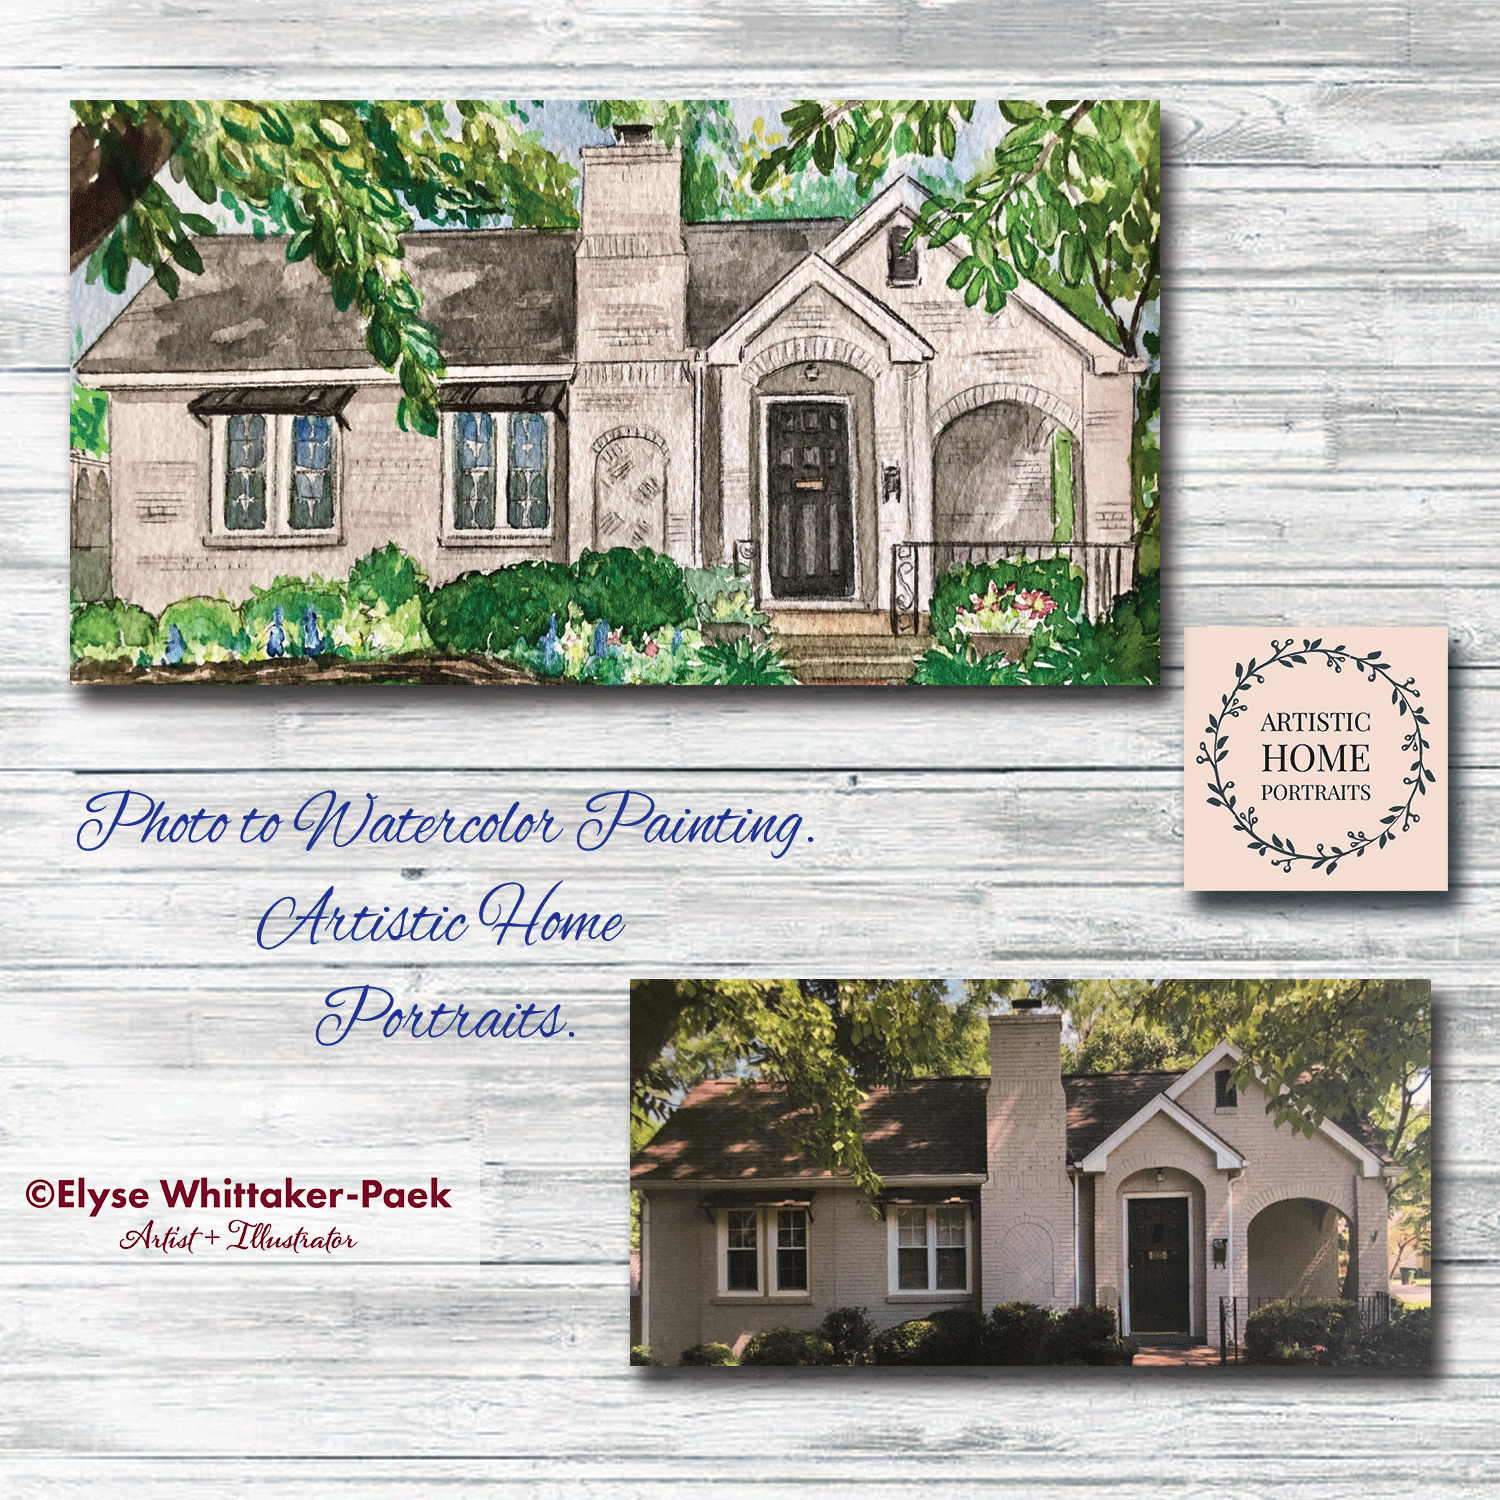 ARTISTIC
HOME
PORTRAITS
Photo to Watercolor Painting.
Artistic Home
Portraits.
©Elyse Whittaker-Paek
Artist + Illustrator